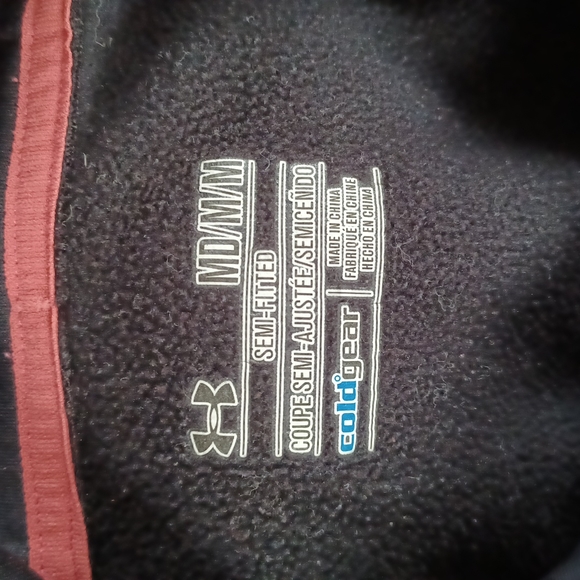 MD/M/M
SEMI-FITTED
COUPE SEMI-AJUSTÉE/SEMICEÑIDO
coldgear
MADE IN CHINA
FABRIQUÉ EN CHINE
HECHO EN CHINA